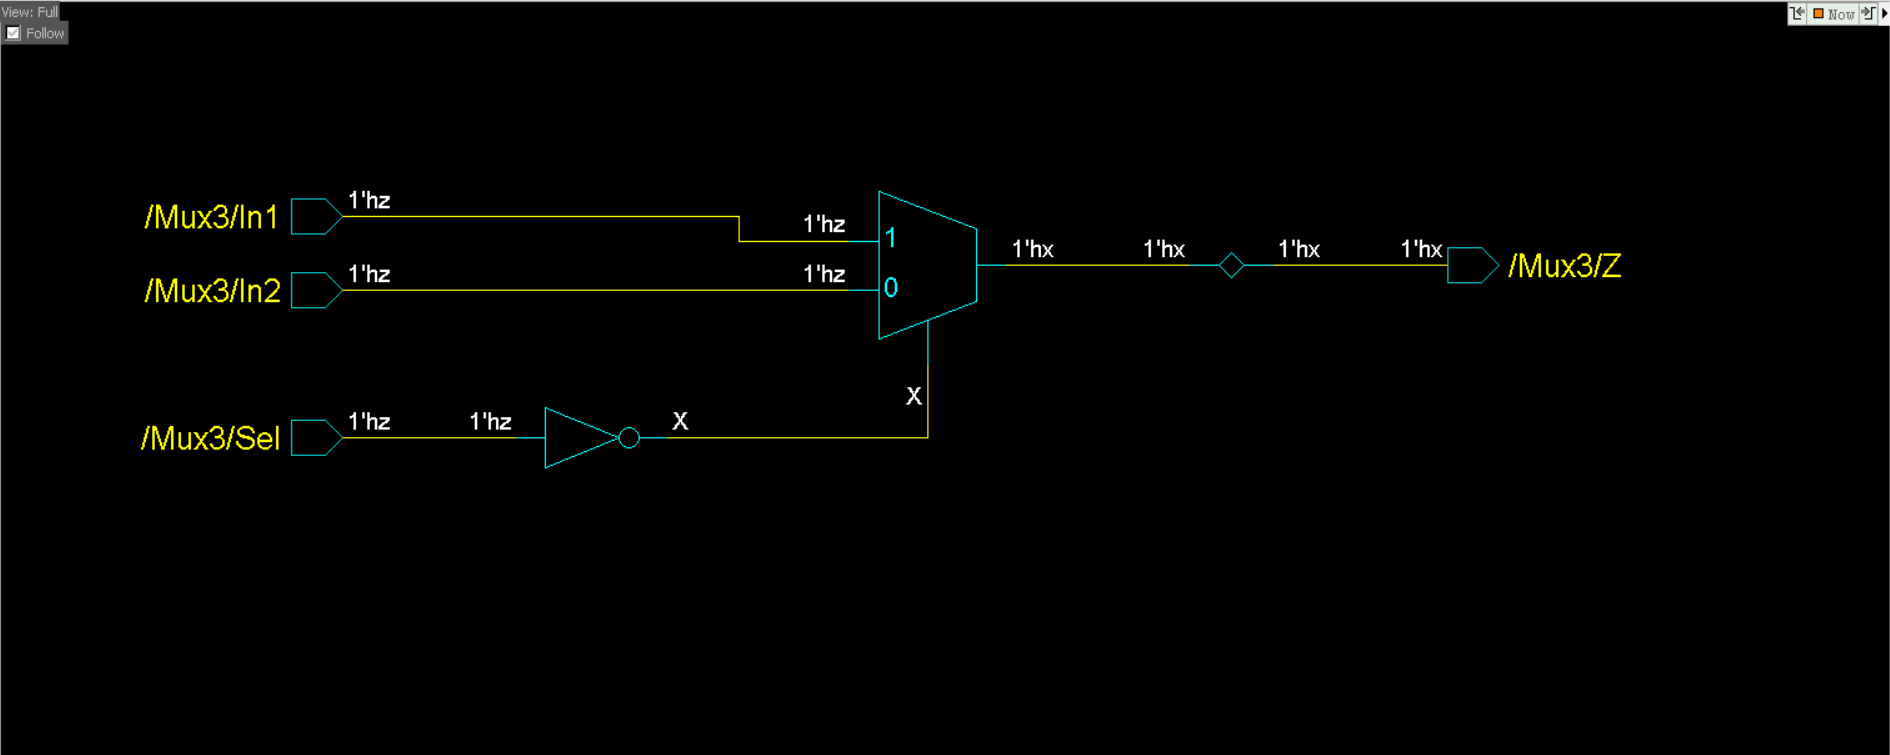 View: Full
Follow
Now
/Mux3/In1 1'hz 1'hz 1
/Mux3/In2 1'hz 1'hz 0
1'hx 1'hx 1'hx 1'hx /Mux3/Z
X
/Mux3/Sel 1'hz 1'hz X